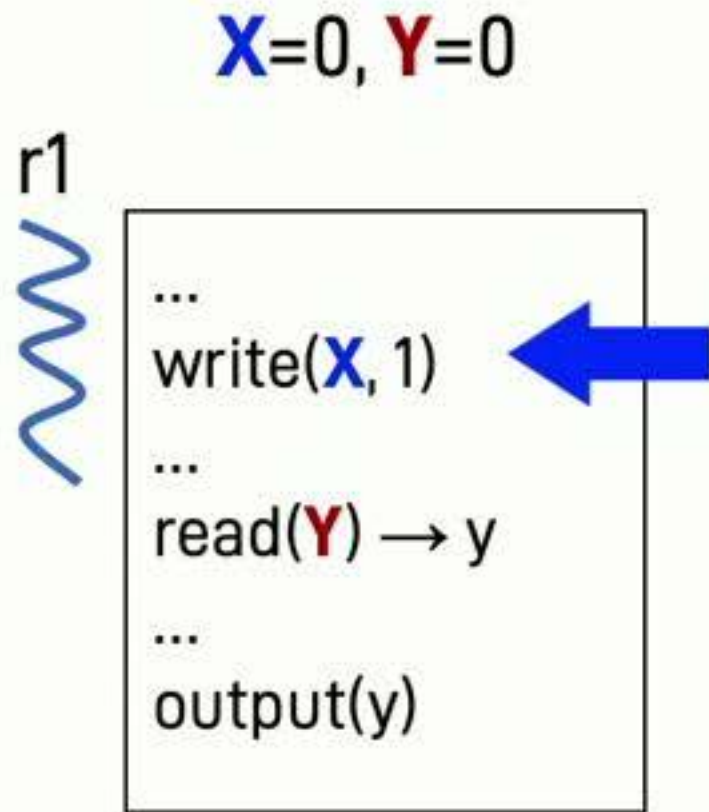 X=0, Y=0
r1
...
write(X, 1)
...
read(Y) → y
...
output(y)